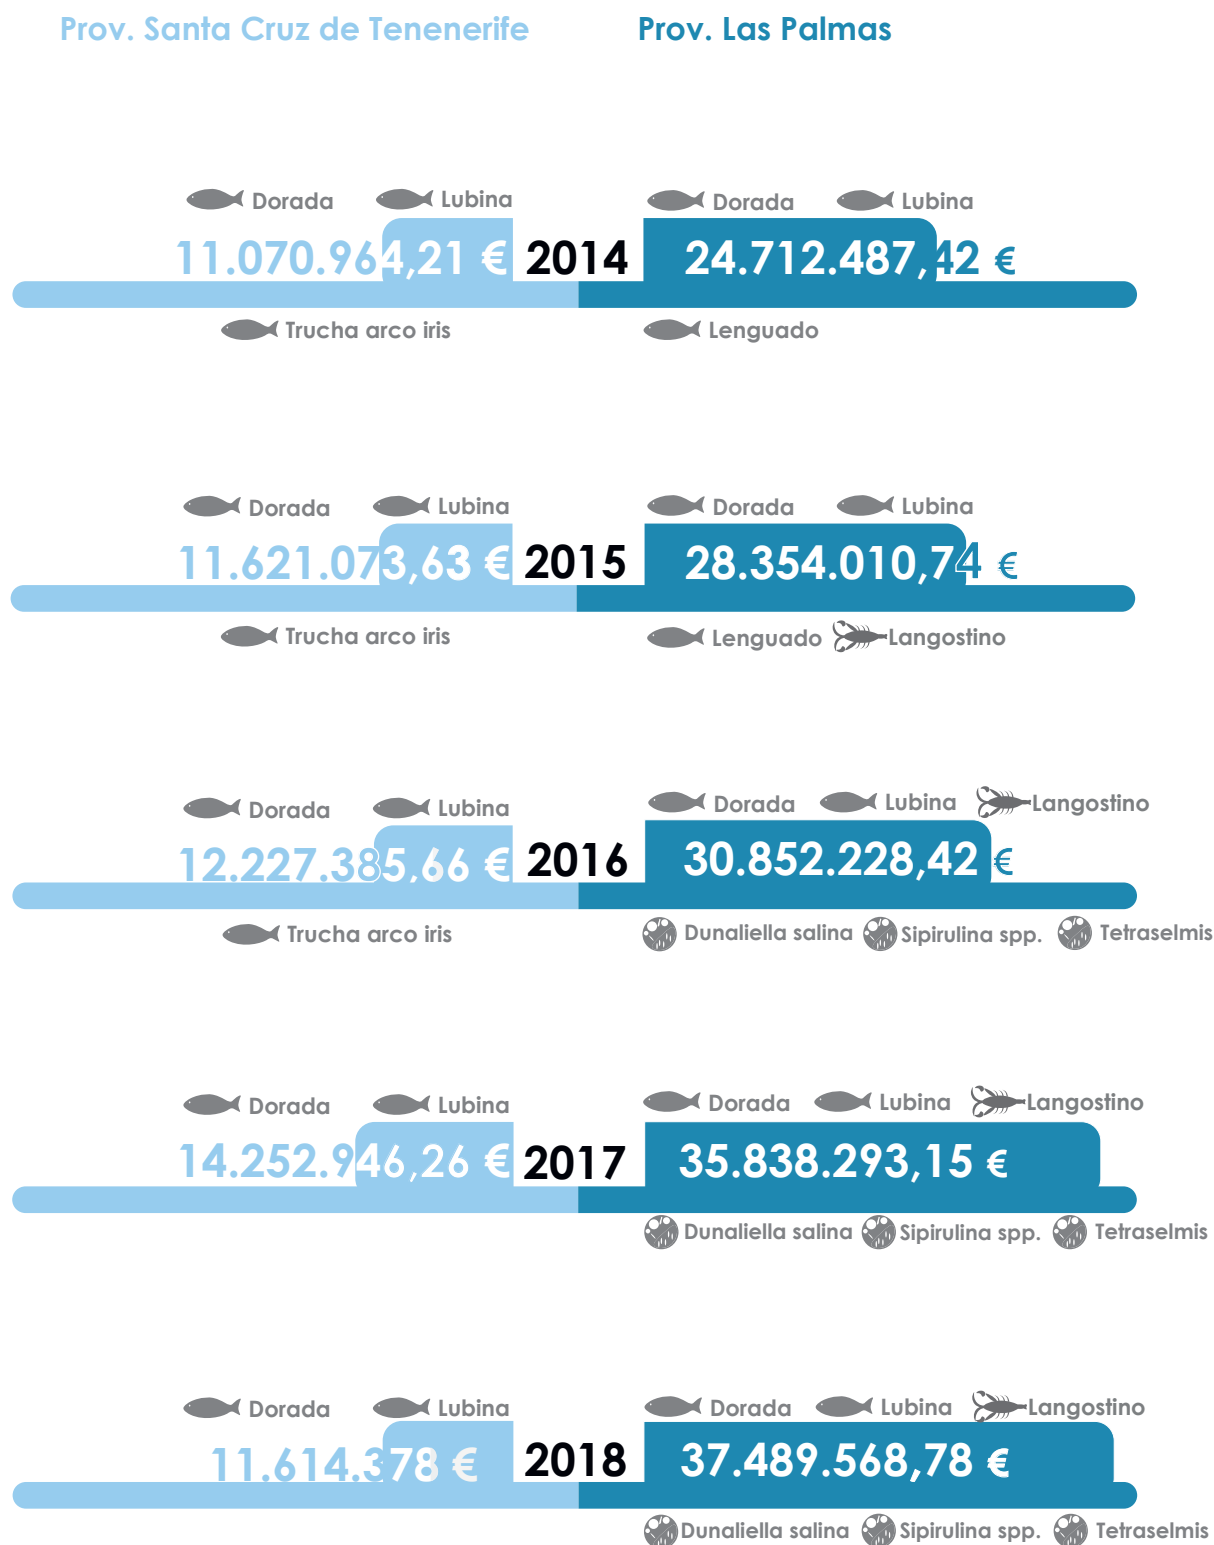 Prov. Santa Cruz de Tenenerife Prov. Las Palmas
Dorada Lubina Dorada Lubina
11.070.964,21 € 2014 24.712.487,42 €
Trucha arco iris Lenguado
Dorada Lubina Dorada Lubina
11.621.073,63 € 2015 28.354.010,74 €
Trucha arco iris Lenguado Langostino
Dorada Lubina Dorada Lubina Langostino
12.227.385,66 € 2016 30.852.228,42 €
Trucha arco iris Dunaliella salina Sipirulina spp. Tetraselmis
Dorada Lubina Dorada Lubina Langostino
14.252.946,26 € 2017 35.838.293,15 €
Dunaliella salina Sipirulina spp. Tetraselmis
Dorada Lubina Dorada Lubina Langostino
11.614.378 € 2018 37.489.568,78 €
Dunaliella salina Sipirulina spp. Tetraselmis